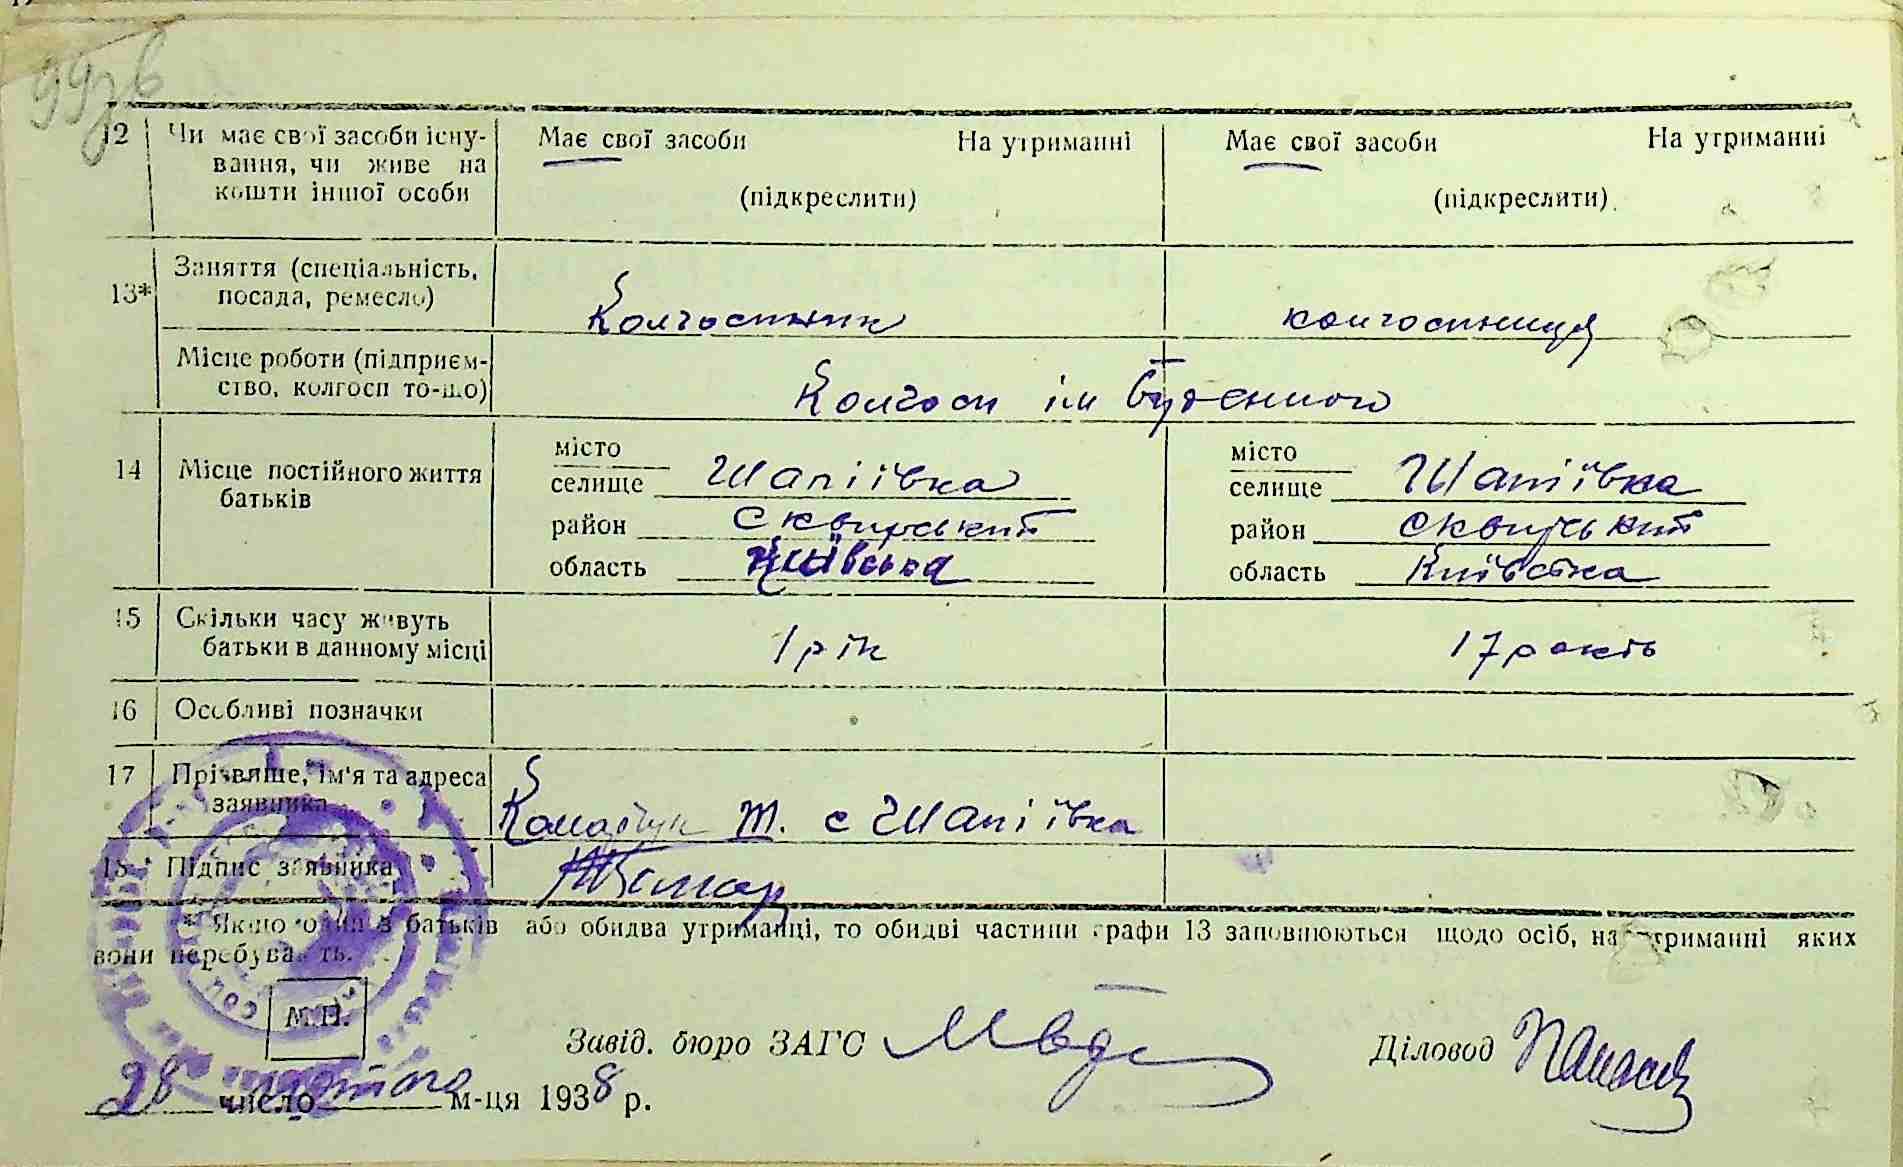 99зв
12 Чи має свої засоби існу- Має свої засоби На утриманні Має свої засоби На утриманні
вання, чи живе на
кошти іншої особи (підкреслити) (підкреслити)
13* Заняття (спеціальність,
посада, ремесло) Колгоспник колгоспниця
Місце роботи (підприєм-
ство, колгосп то-що) Колгосп ім Будєнного
14 Місце постійного життя місто місто
батьків селище Шапіївка селище Шапіївка
район Сквирський район Сквирський
область Київська область Київська
15 Скільки часу живуть
батьки в данному місці 1 рік 17 років
16 Особливі позначки
17 Прізвище, ім'я та адреса
заявника Т. с Шапіївка
18 Підпис заявника
* Якщо один з батьків або обидва утриманці, то обидві частини графи 13 заповнюються щодо осіб, на утриманні яких
вони перебувають.
М.П.
Завід. бюро ЗАГС Діловод
28 число лютого м-ця 1938 р.